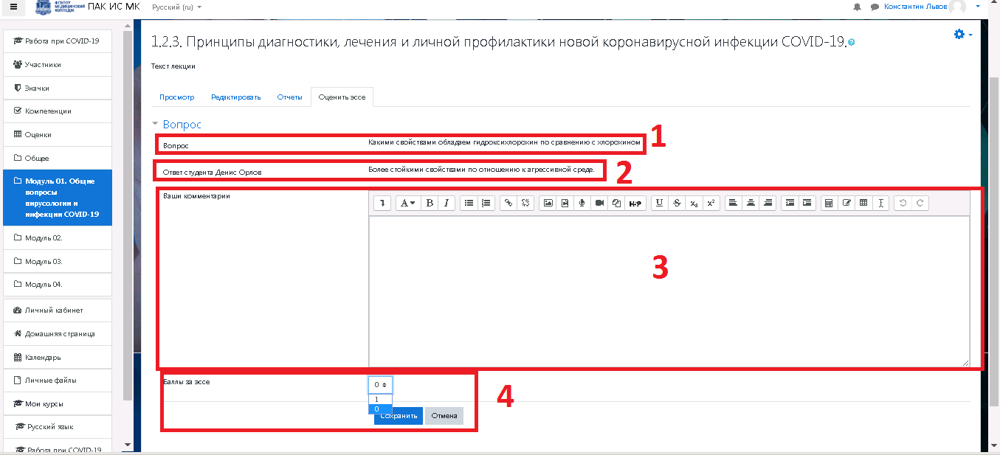 ФГБПОУ
МЕДИЦИНСКИЙ
КОЛЛЕДЖ
ПАК ИС МК
Русский (ru)
Константин Львов
Работа при COVID-19
Участники
Значки
Компетенции
Оценки
Общее
Модуль 01. Общие
вопросы
вирусологии и
инфекции COVID-19
Модуль 02.
Модуль 03.
Модуль 04.
Личный кабинет
Домашняя страница
Календарь
Личные файлы
Мои курсы
Русский язык
Работа при COVID-19
1.2.3. Принципы диагностики, лечения и личной профилактики новой коронавирусной инфекции COVID-19.
Текст лекции
Просмотр Редактировать Отчеты Оценить эссе
Вопрос
Вопрос Какими свойствами обладаем гидроксихлорохин по сравнению с хлорохином
1
Ответ студента Денис Орлов Более стойкими свойствами по отношению к агрессивной среде.
2
Ваши комментарии
A B I H-P U S x₂ x²
3
Баллы за эссе 0
1
0
4
Сохранить Отмена